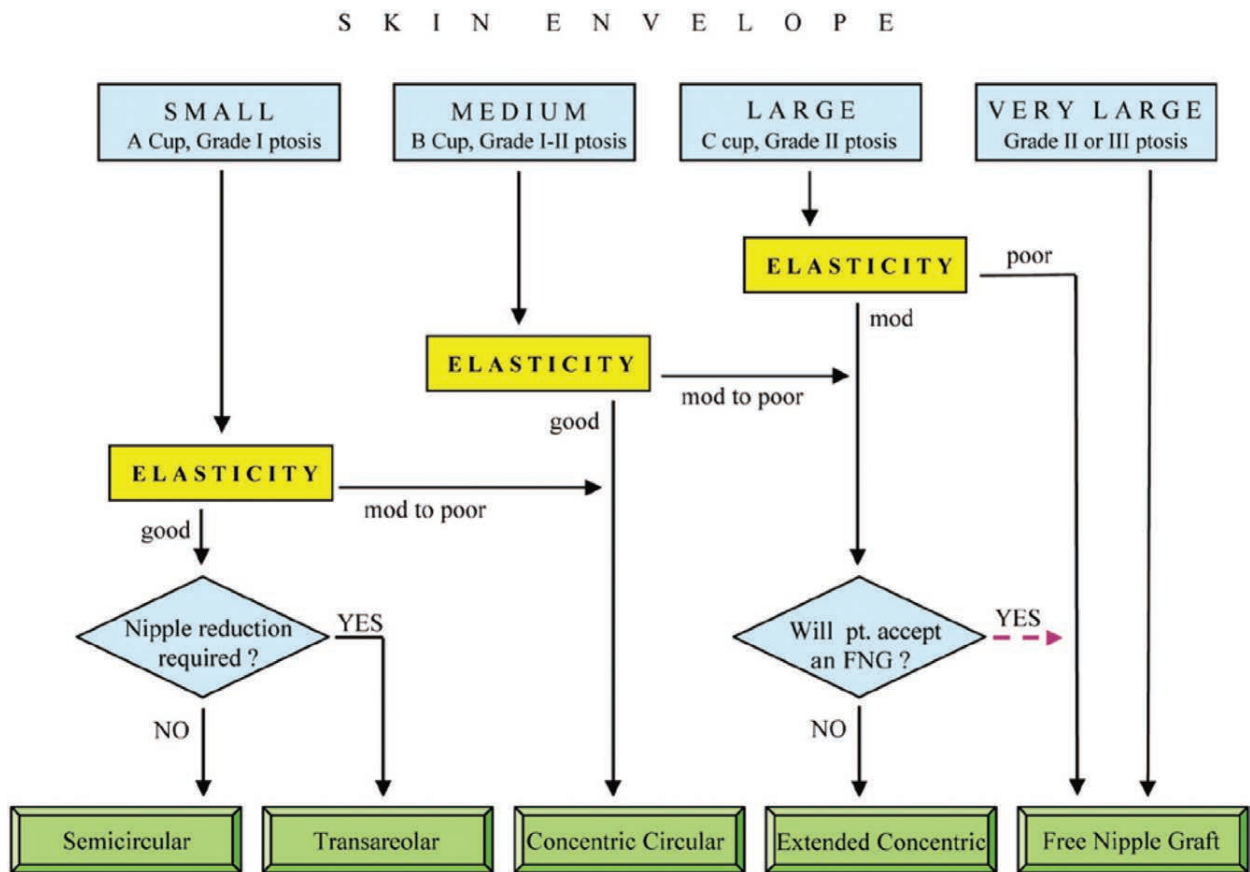 SKIN ENVELOPE
SMALL
A Cup, Grade I ptosis
MEDIUM
B Cup, Grade I-II ptosis
LARGE
C cup, Grade II ptosis
VERY LARGE
Grade II or III ptosis
ELASTICITY
poor
mod
ELASTICITY
mod to poor
good
ELASTICITY
mod to poor
good
Nipple reduction
required ?
YES
NO
Will pt. accept
an FNG ?
YES
NO
Semicircular
Transareolar
Concentric Circular
Extended Concentric
Free Nipple Graft